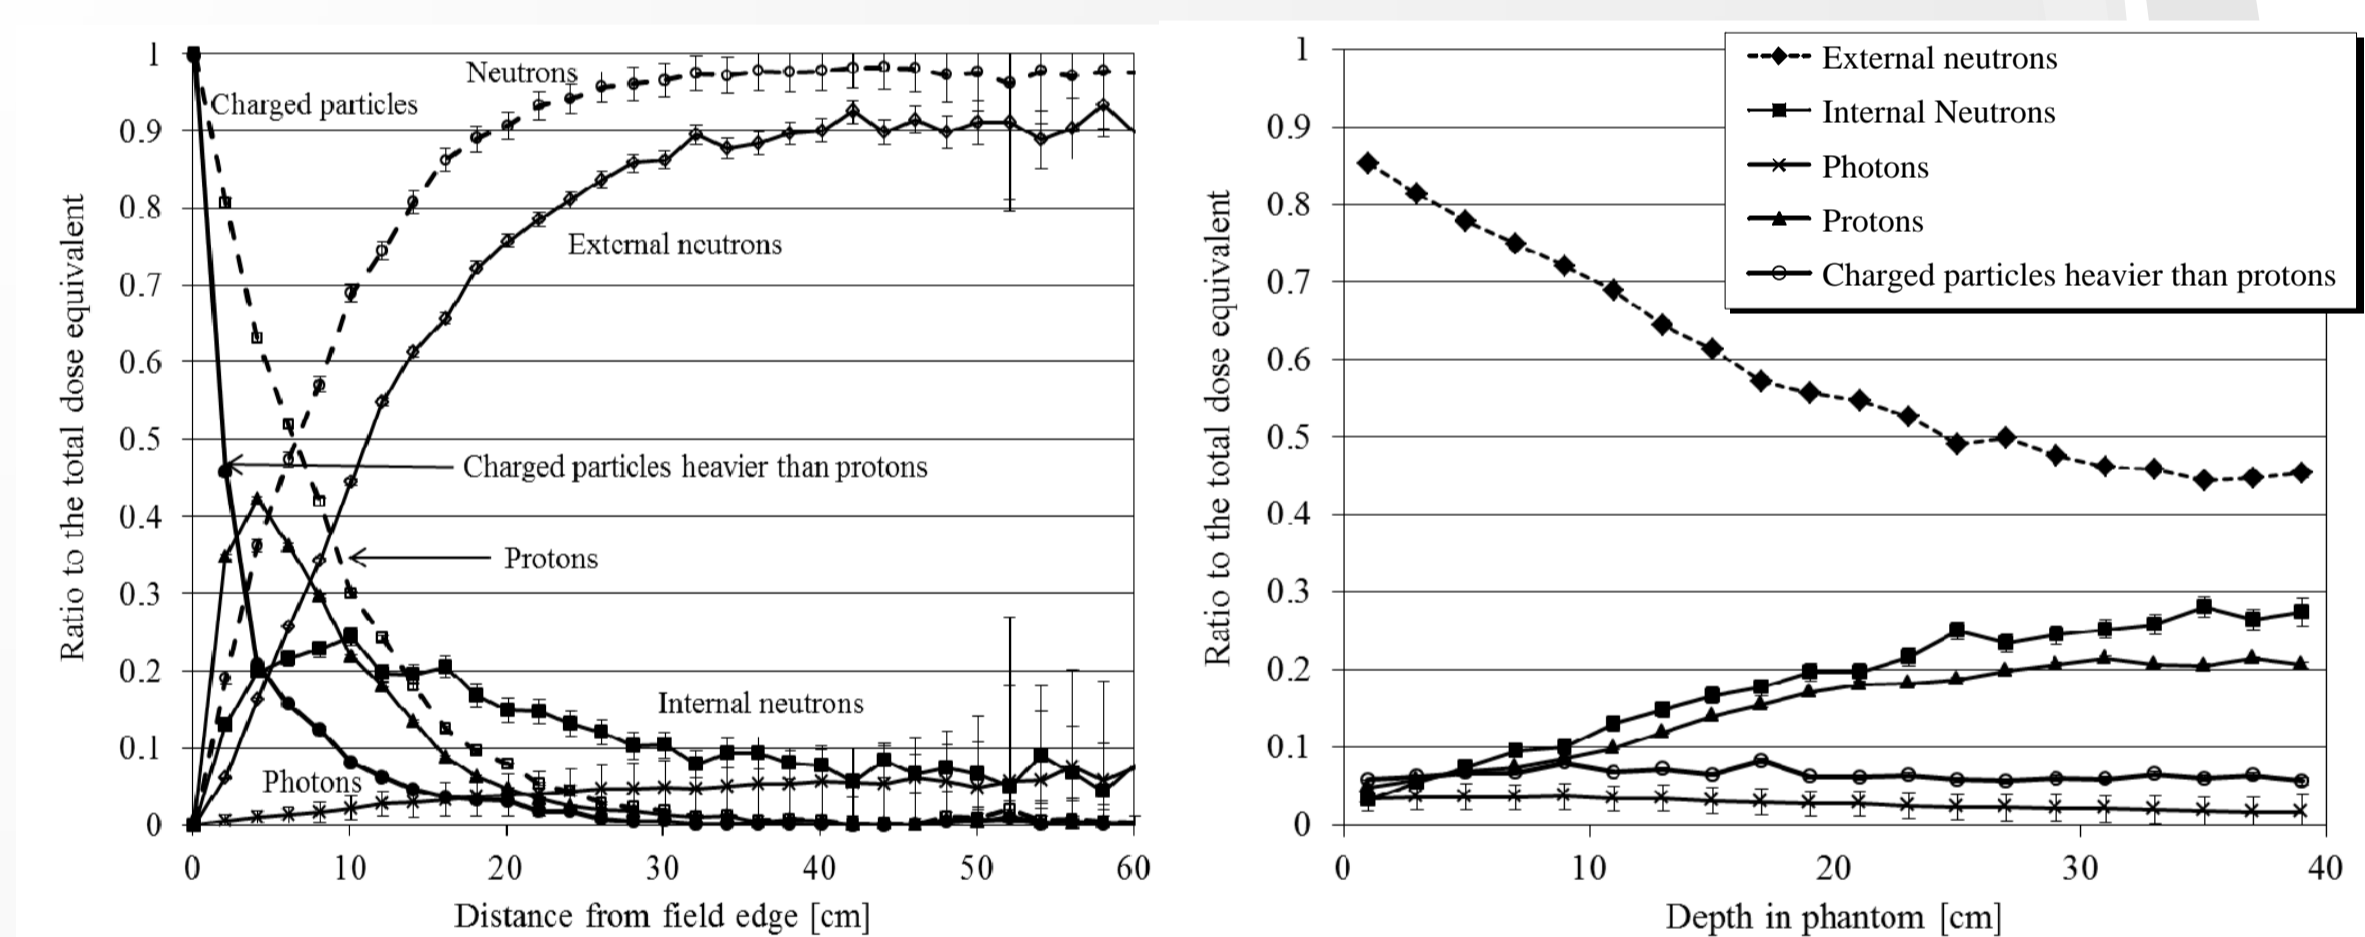 Ratio to the total dose equivalent
1
0.9
0.8
0.7
0.6
0.5
0.4
0.3
0.2
0.1
0
Neutrons
Charged particles
External neutrons
Charged particles heavier than protons
Protons
Internal neutrons
Photons
0 10 20 30 40 50 60
Distance from field edge [cm]
Ratio to the total dose equivalent
1
0.9
0.8
0.7
0.6
0.5
0.4
0.3
0.2
0.1
0
External neutrons
Internal Neutrons
Photons
Protons
Charged particles heavier than protons
0 10 20 30 40
Depth in phantom [cm]